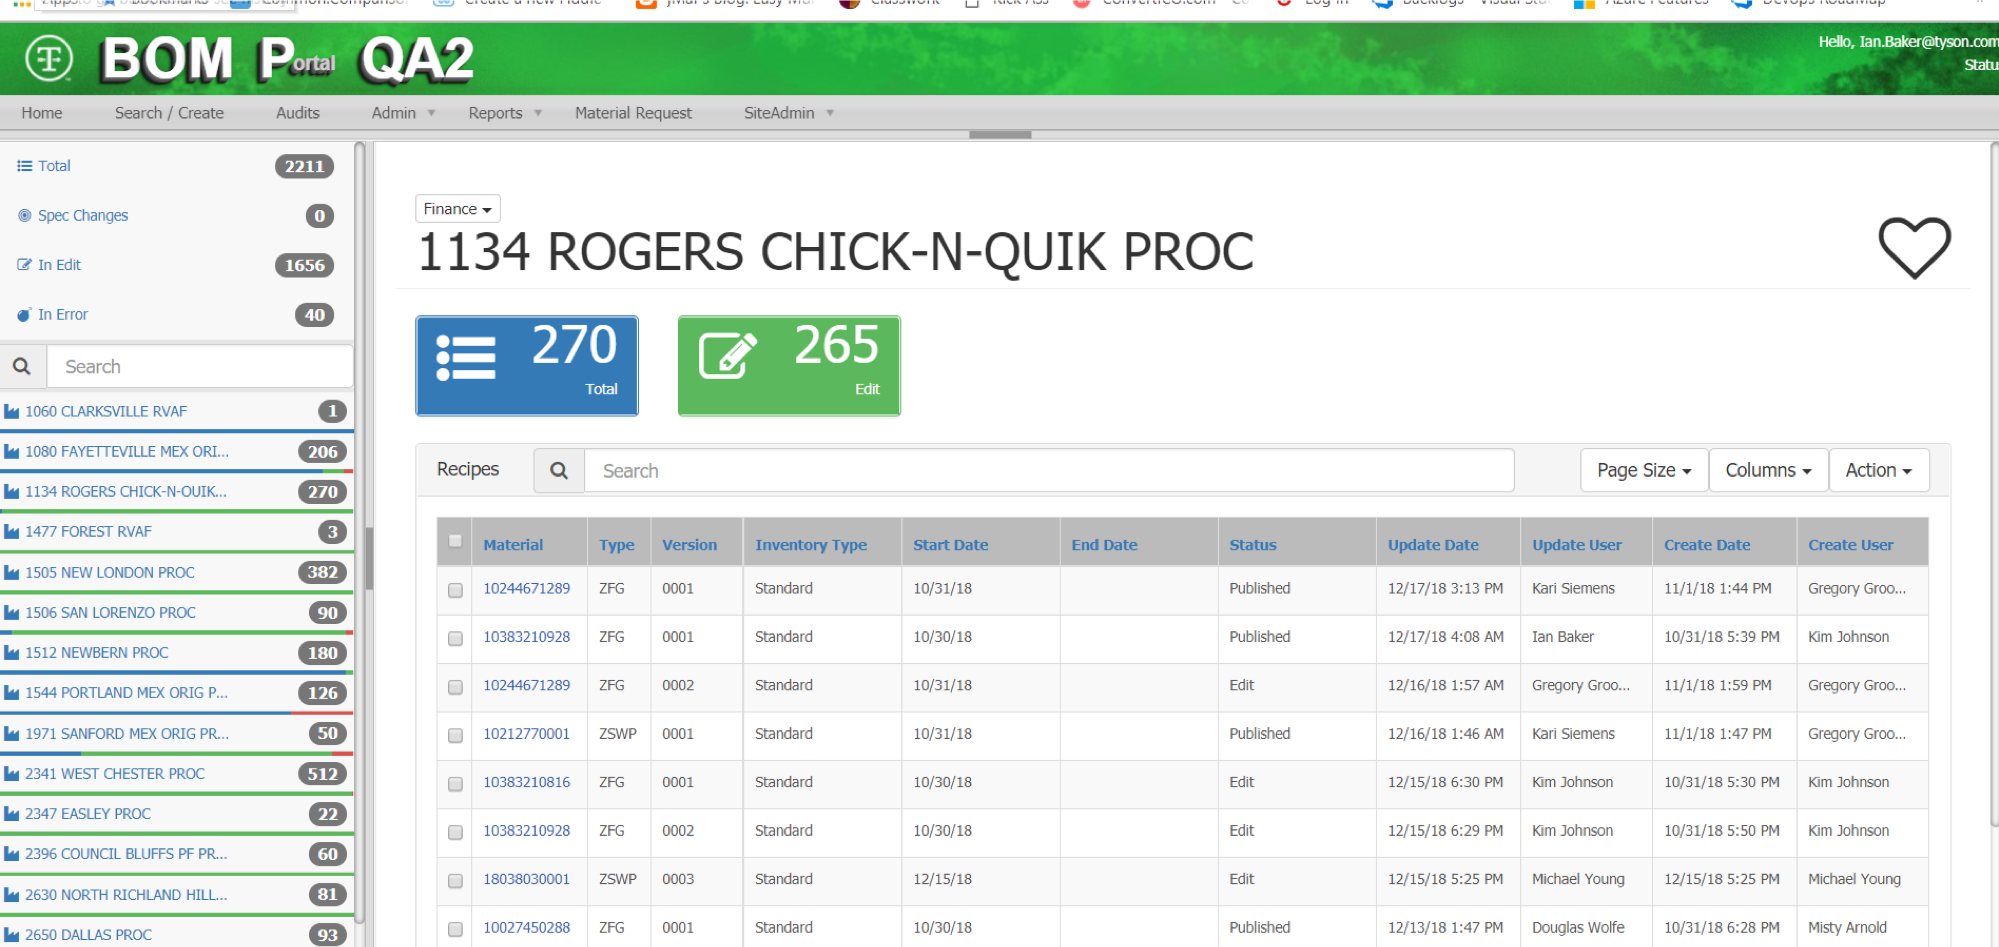 Hello, Ian.Baker@tyson.com
BOM Portal QA2
Home Search / Create Audits Admin Reports Material Request SiteAdmin
Total 2211
Spec Changes 0
In Edit 1656
In Error 40
Search
1060 CLARKSVILLE RVAF 1
1080 FAYETTEVILLE MEX ORI... 206
1134 ROGERS CHICK-N-QUIK... 270
1477 FOREST RVAF 3
1505 NEW LONDON PROC 382
1506 SAN LORENZO PROC 90
1512 NEWBERN PROC 180
1544 PORTLAND MEX ORIG P... 126
1971 SANFORD MEX ORIG PR... 50
2341 WEST CHESTER PROC 512
2347 EASLEY PROC 22
2396 COUNCIL BLUFFS PF PR... 60
2630 NORTH RICHLAND HILL... 81
2650 DALLAS PROC 93
Finance
1134 ROGERS CHICK-N-QUIK PROC
270 Total
265 Edit
Recipes Search Page Size Columns Action
Material Type Version Inventory Type Start Date End Date Status Update Date Update User Create Date Create User
10244671289 ZFG 0001 Standard 10/31/18 Published 12/17/18 3:13 PM Kari Siemens 11/1/18 1:44 PM Gregory Groo...
10383210928 ZFG 0001 Standard 10/30/18 Published 12/17/18 4:08 AM Ian Baker 10/31/18 5:39 PM Kim Johnson
10244671289 ZFG 0002 Standard 10/31/18 Edit 12/16/18 1:57 AM Gregory Groo... 11/1/18 1:59 PM Gregory Groo...
10212770001 ZSWP 0001 Standard 10/31/18 Published 12/16/18 1:46 AM Kari Siemens 11/1/18 1:47 PM Gregory Groo...
10383210816 ZFG 0001 Standard 10/30/18 Edit 12/15/18 6:30 PM Kim Johnson 10/31/18 5:30 PM Kim Johnson
10383210928 ZFG 0002 Standard 10/30/18 Edit 12/15/18 6:29 PM Kim Johnson 10/31/18 5:50 PM Kim Johnson
18038030001 ZSWP 0003 Standard 12/15/18 Edit 12/15/18 5:25 PM Michael Young 12/15/18 5:25 PM Michael Young
10027450288 ZFG 0001 Standard 10/30/18 Published 12/13/18 1:47 PM Douglas Wolfe 10/31/18 6:28 PM Misty Arnold